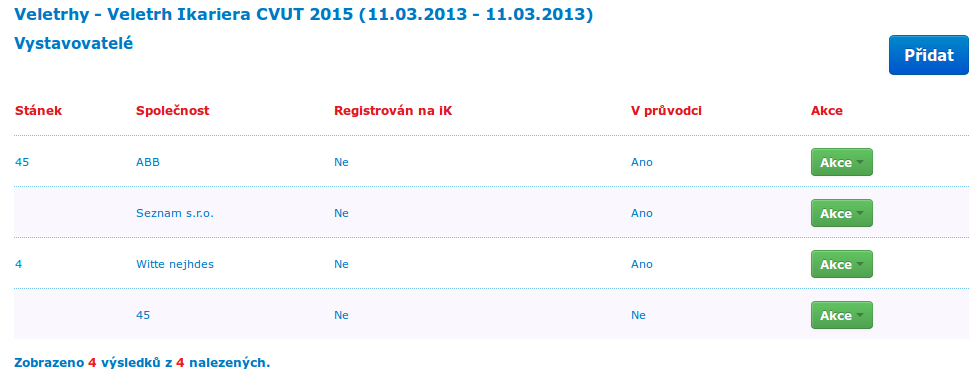 Veletrhy - Veletrh Ikariera CVUT 2015 (11.03.2013 - 11.03.2013)
Vystavovatelé
Přidat
Stánek Společnost Registrován na iK V průvodci Akce
45 ABB Ne Ano Akce
Seznam s.r.o. Ne Ano Akce
4 Witte nejhdes Ne Ano Akce
45 Ne Ne Akce
Zobrazeno 4 výsledků z 4 nalezených.